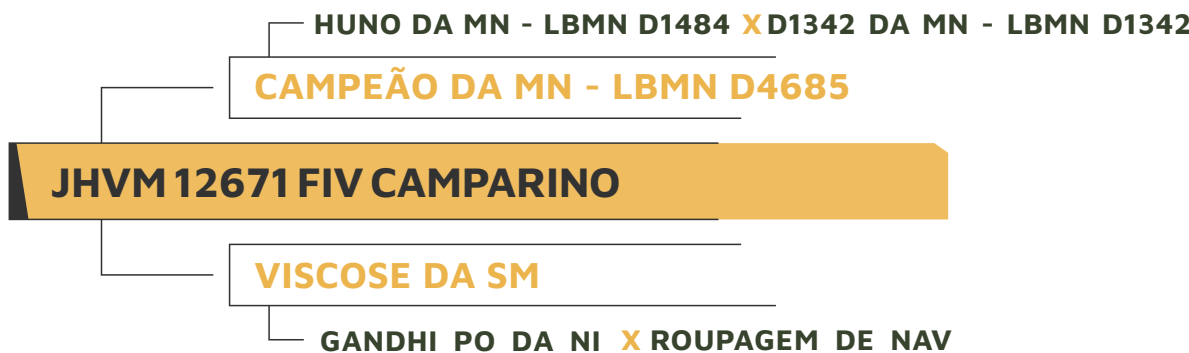 HUNO DA MN - LBMN D1484 X D1342 DA MN - LBMN D1342
CAMPEÃO DA MN - LBMN D4685
JHVM 12671 FIV CAMPARINO
VISCOSE DA SM
GANDHI PO DA NI X ROUPAGEM DE NAV